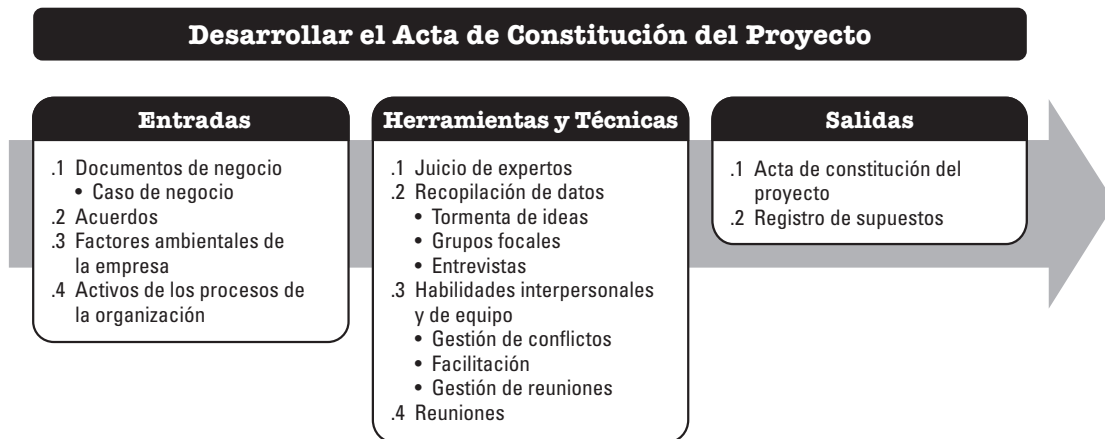 Desarrollar el Acta de Constitución del Proyecto
Entradas
.1 Documentos de negocio
• Caso de negocio
.2 Acuerdos
.3 Factores ambientales de
la empresa
.4 Activos de los procesos de
la organización
Herramientas y Técnicas
.1 Juicio de expertos
.2 Recopilación de datos
• Tormenta de ideas
• Grupos focales
• Entrevistas
.3 Habilidades interpersonales
y de equipo
• Gestión de conflictos
• Facilitación
• Gestión de reuniones
.4 Reuniones
Salidas
.1 Acta de constitución del
proyecto
.2 Registro de supuestos